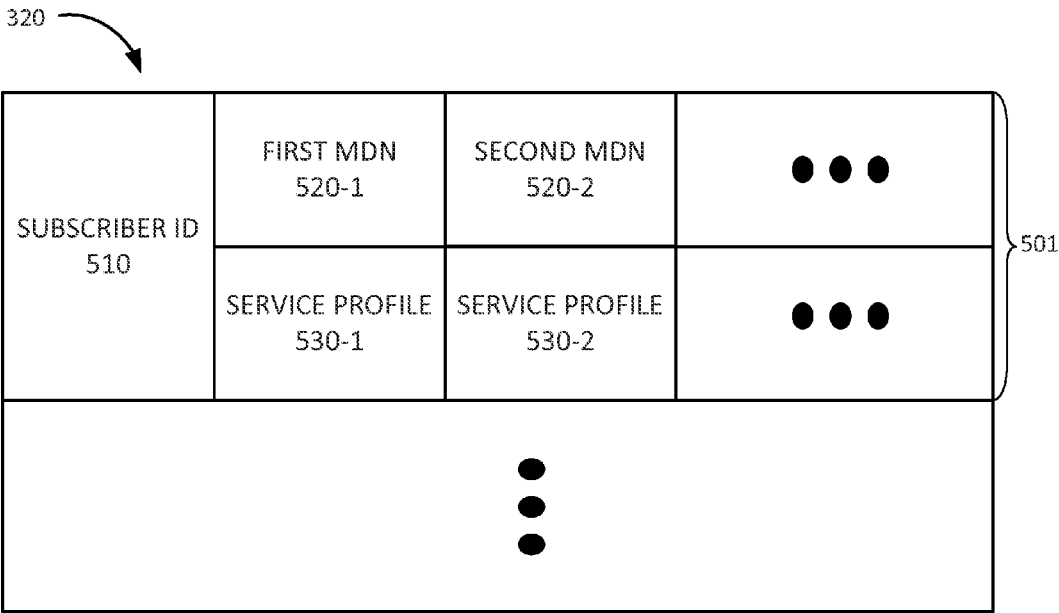 320
FIRST MDN
520-1
SECOND MDN
520-2
SUBSCRIBER ID
510
501
SERVICE PROFILE
530-1
SERVICE PROFILE
530-2